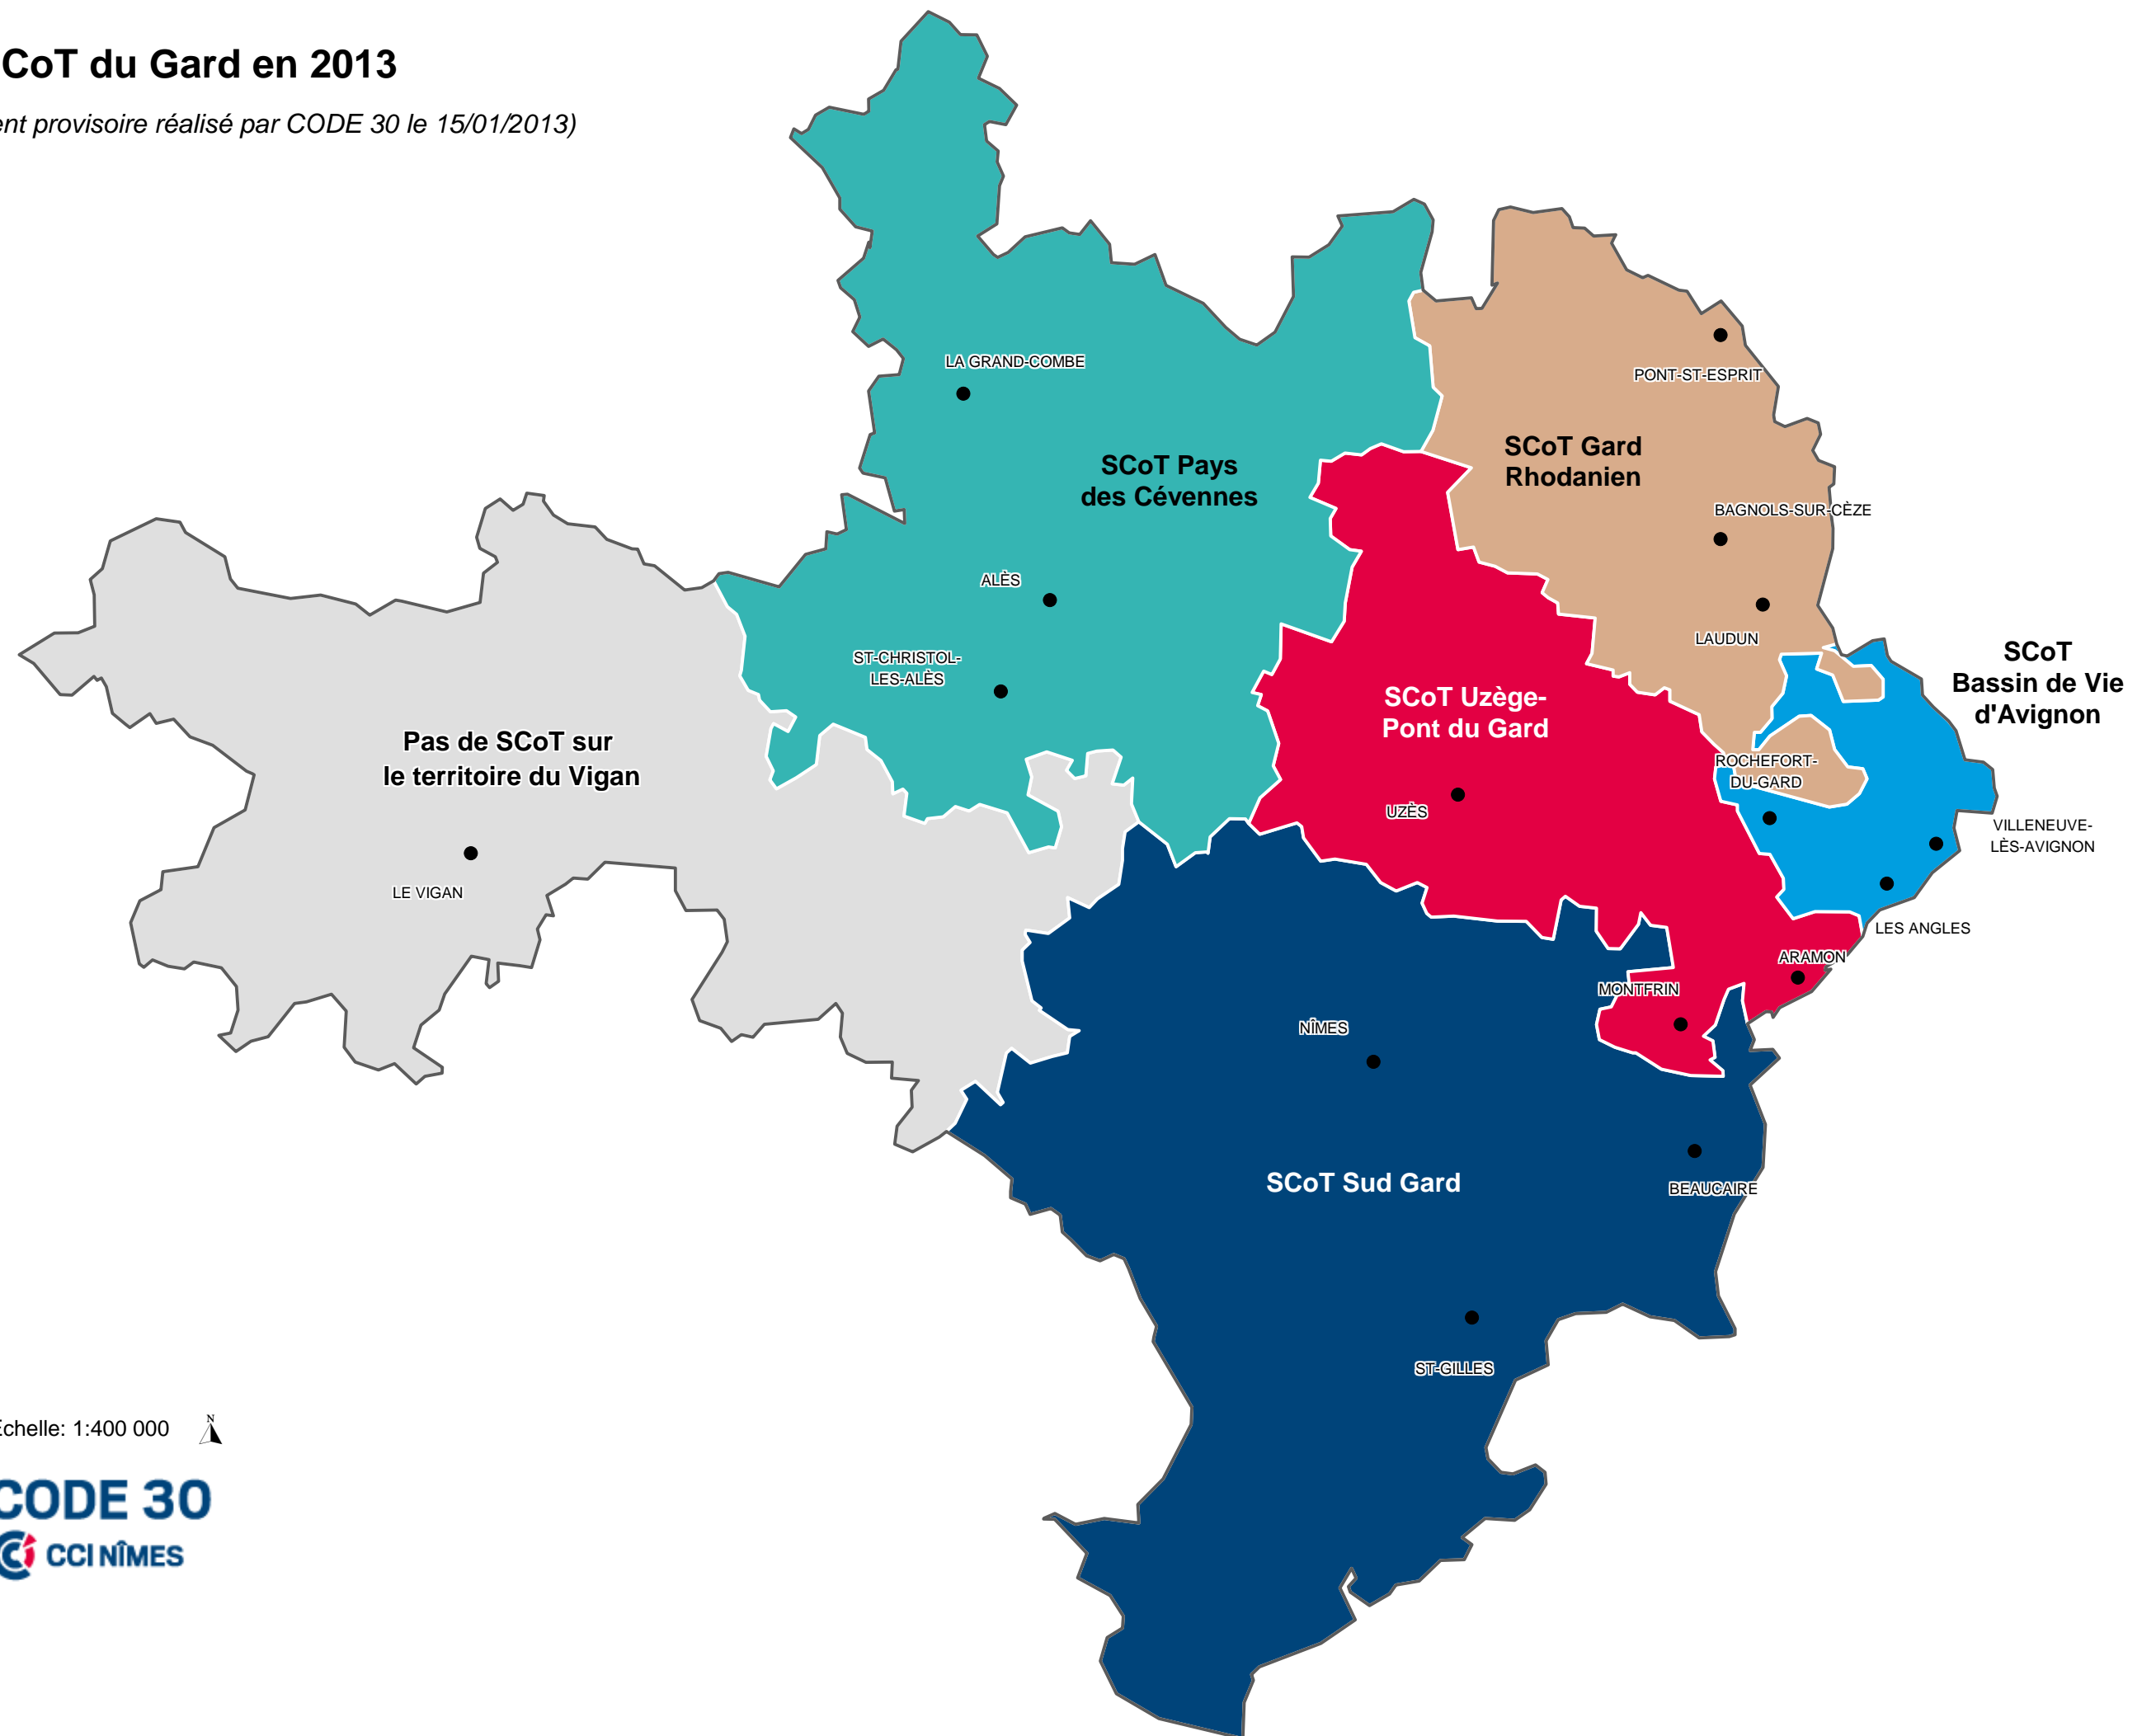 CoT du Gard en 2013
ent provisoire réalisé par CODE 30 le 15/01/2013)
LA GRAND-COMBE
PONT-ST-ESPRIT
SCoT Gard
Rhodanien
SCoT Pays
des Cévennes
BAGNOLS-SUR-CÈZE
ALÈS
LAUDUN
ST-CHRISTOL-
LES-ALÈS
SCoT
Bassin de Vie
d'Avignon
SCoT Uzège-
Pont du Gard
Pas de SCoT sur
le territoire du Vigan
ROCHEFORT-
DU-GARD
UZÈS
VILLENEUVE-
LÈS-AVIGNON
LE VIGAN
LES ANGLES
ARAMON
MONTFRIN
NÎMES
SCoT Sud Gard
BEAUCAIRE
ST-GILLES
Echelle: 1:400 000
N
CODE 30
CCI NÎMES